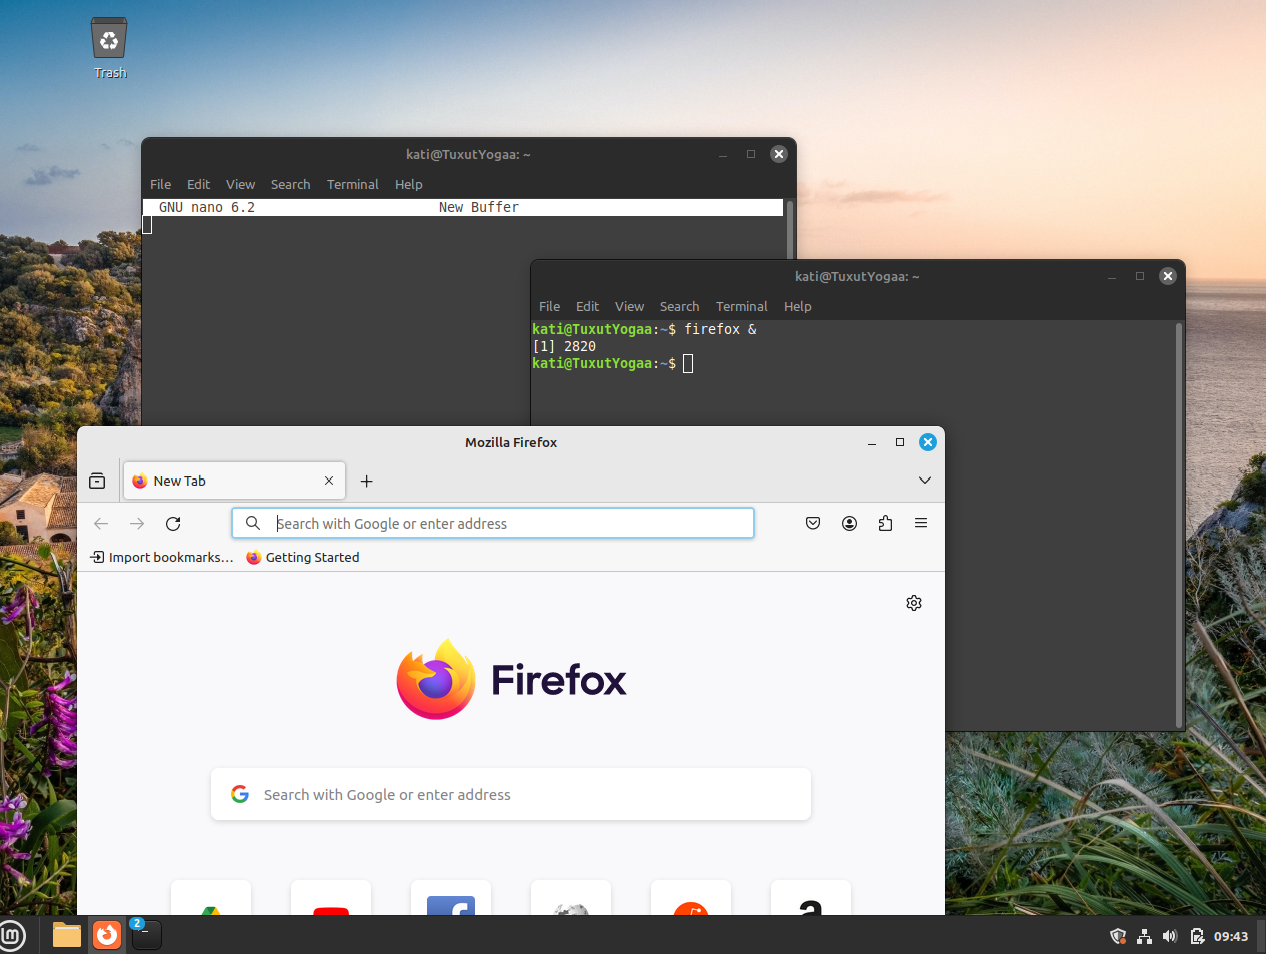 Trash
kati@TuxutYogaa: ~
File Edit View Search Terminal Help
GNU nano 6.2 New Buffer
kati@TuxutYogaa: ~
File Edit View Search Terminal Help
kati@TuxutYogaa:~$ firefox &
[1] 2820
kati@TuxutYogaa:~$
Mozilla Firefox
New Tab
Search with Google or enter address
Import bookmarks… Getting Started
Firefox
Search with Google or enter address
2
09:43